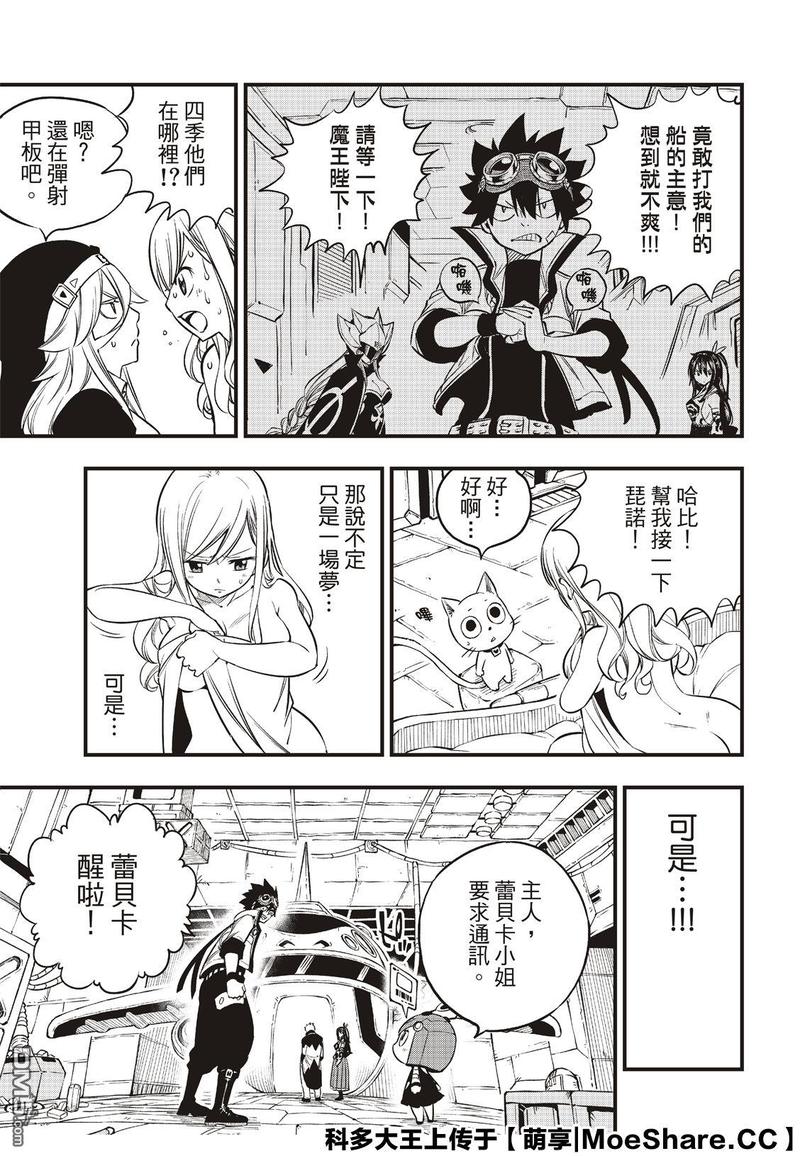 竟敢打我們的
船的主意！
想到就不爽!!!
啪嘰
啪嘰
請等一下！
魔王陛下！
四季他們
在哪裡!?
嗯？
還在彈射
甲板吧。
哈比！
幫我接一下
琵諾！
好…
好啊…
那說不定
只是一場夢…
可是…
可是…!!!
主人，
蕾貝卡小姐
要求通訊。
蕾貝卡
醒啦！
DM5.com
科多大王上传于【萌享|MoeShare.CC】